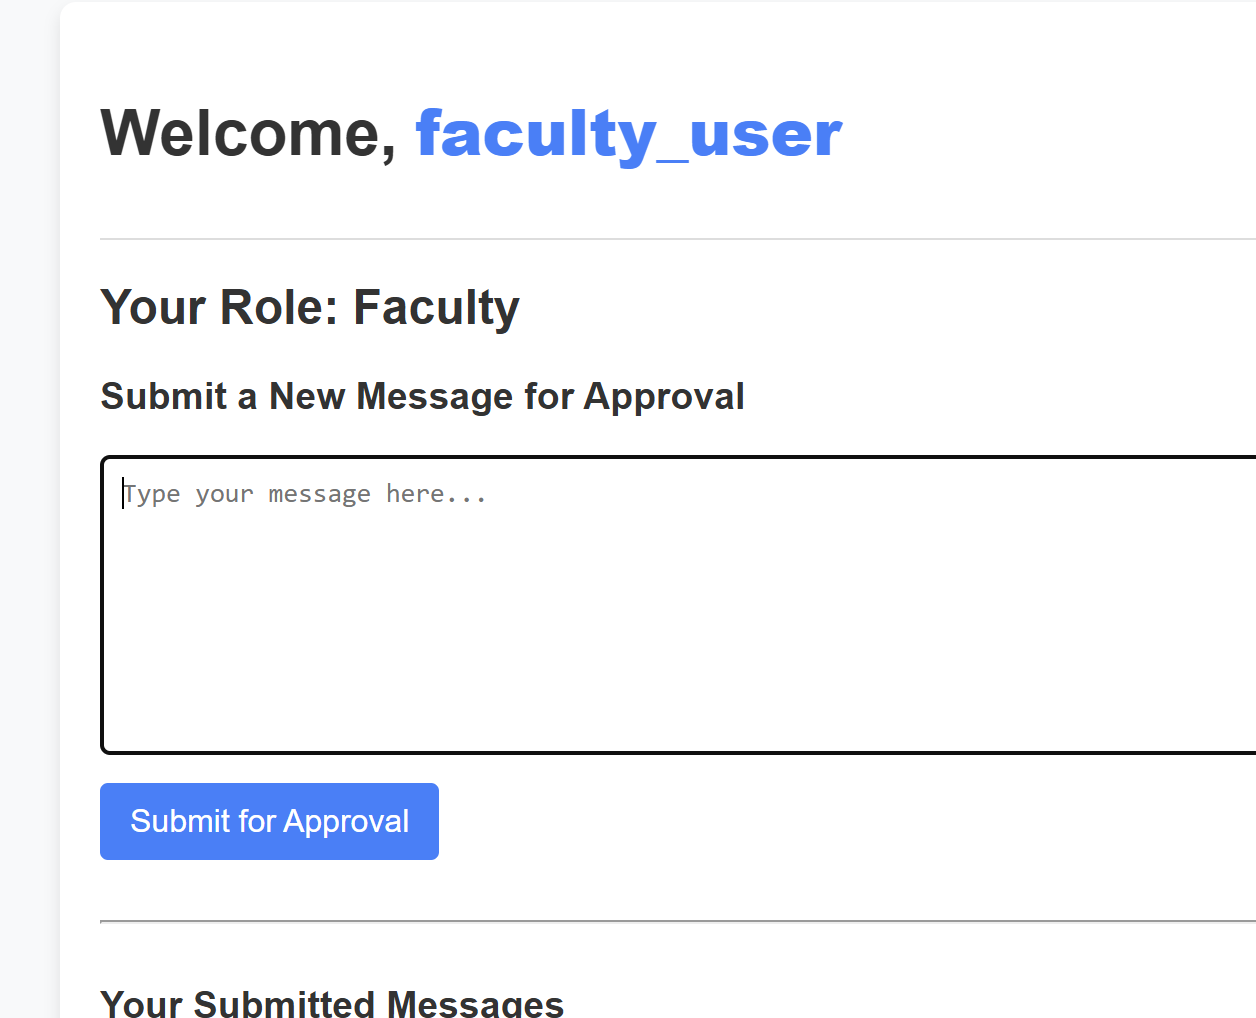 Welcome, faculty_user
Your Role: Faculty
Submit a New Message for Approval
Type your message here...
Submit for Approval
Your Submitted Messages